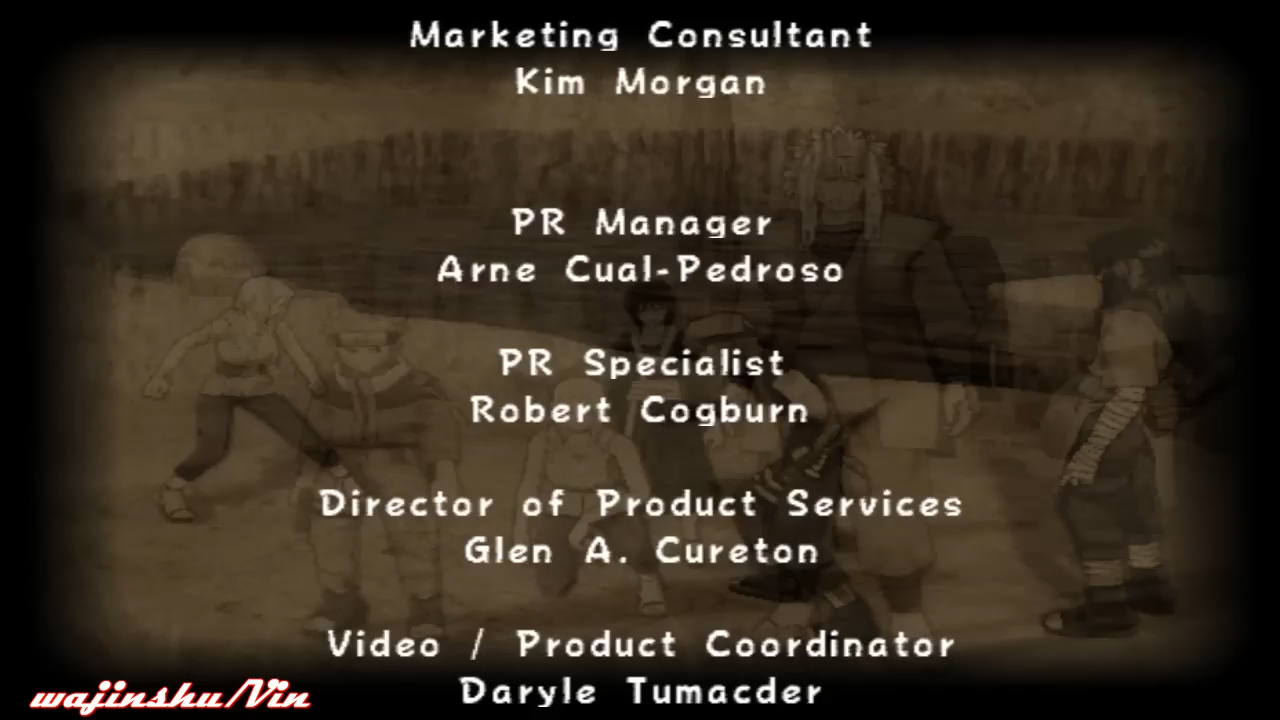 Marketing Consultant
Kim Morgan
PR Manager
Arne Cual-Pedroso
PR Specialist
Robert Cogburn
Director of Product Services
Glen A. Cureton
Video / Product Coordinator
Daryle Tumacder
wajinshu/Vin